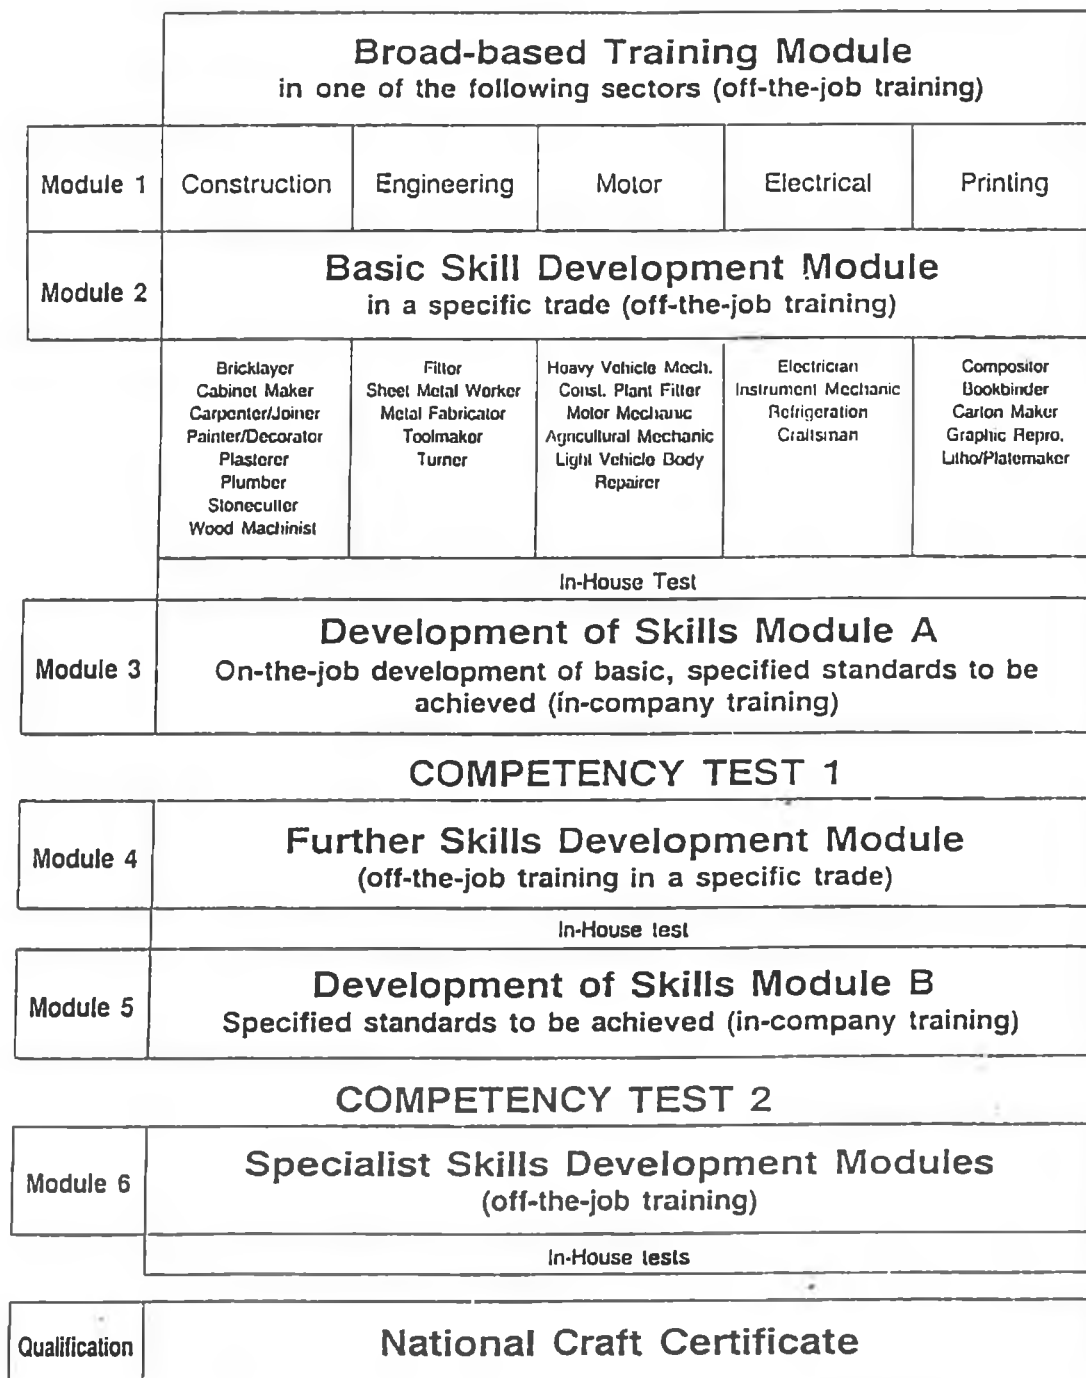 Broad-based Training Module
in one of the following sectors (off-the-job training)
Module 1
Construction
Engineering
Motor
Electrical
Printing
Module 2
Basic Skill Development Module
in a specific trade (off-the-job training)
Bricklayer
Cabinet Maker
Carpenter/Joiner
Painter/Decorator
Plasterer
Plumber
Stonecutter
Wood Machinist
Fitter
Sheet Metal Worker
Metal Fabricator
Toolmaker
Turner
Heavy Vehicle Mech.
Const. Plant Fitter
Motor Mechanic
Agricultural Mechanic
Light Vehicle Body
Repairer
Electrician
Instrument Mechanic
Refrigeration
Craftsman
Compositor
Bookbinder
Carton Maker
Graphic Repro.
Litho/Platemaker
In-House Test
Module 3
Development of Skills Module A
On-the-job development of basic, specified standards to be
achieved (in-company training)
COMPETENCY TEST 1
Module 4
Further Skills Development Module
(off-the-job training in a specific trade)
In-House test
Module 5
Development of Skills Module B
Specified standards to be achieved (in-company training)
COMPETENCY TEST 2
Module 6
Specialist Skills Development Modules
(off-the-job training)
In-House tests
Qualification
National Craft Certificate